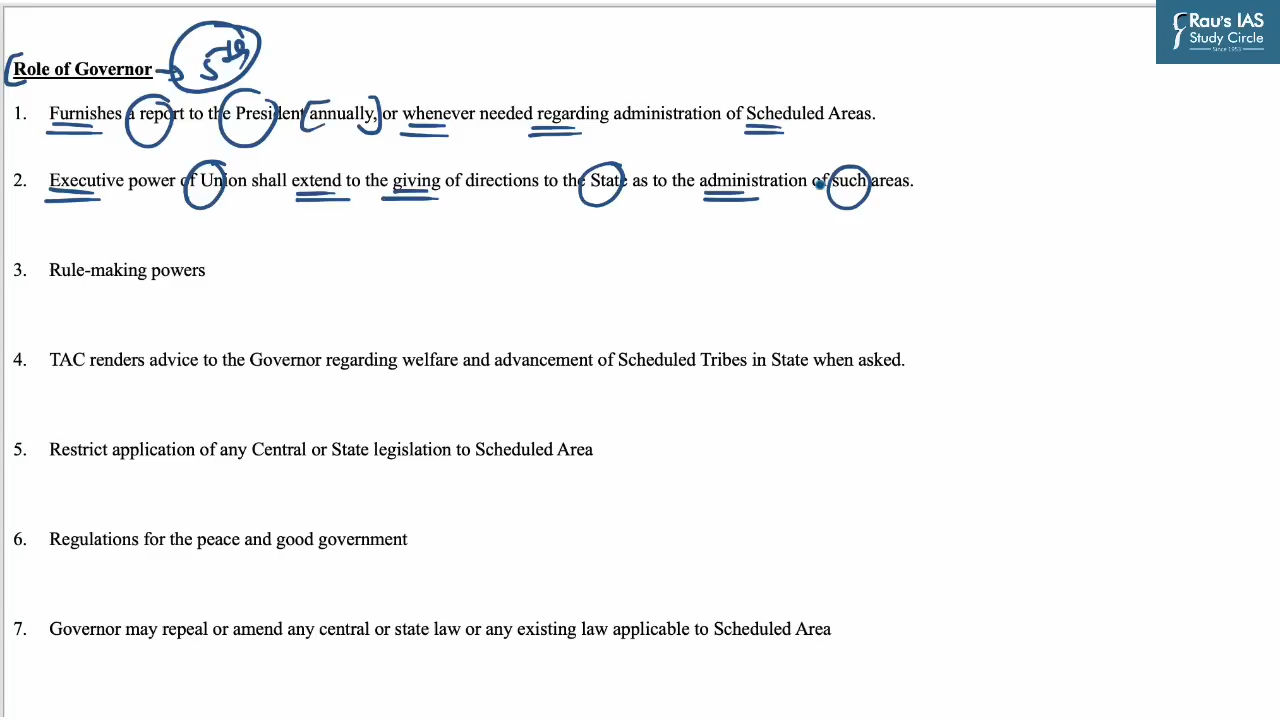 Rau's IAS
Study Circle
Since 1953
Role of Governor 5th
1. Furnishes a report to the President annually, or whenever needed regarding administration of Scheduled Areas.
2. Executive power of Union shall extend to the giving of directions to the State as to the administration of such areas.
3. Rule-making powers
4. TAC renders advice to the Governor regarding welfare and advancement of Scheduled Tribes in State when asked.
5. Restrict application of any Central or State legislation to Scheduled Area
6. Regulations for the peace and good government
7. Governor may repeal or amend any central or state law or any existing law applicable to Scheduled Area